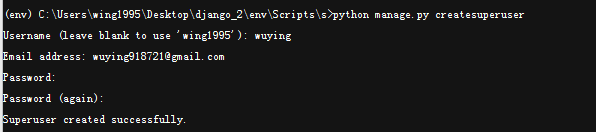 (env) C:\Users\wing1995\Desktop\django_2\env\Scripts\s>python manage.py createsuperuser
Username (leave blank to use 'wing1995'): wuying
Email address: wuying918721@gmail.com
Password:
Password (again):
Superuser created successfully.